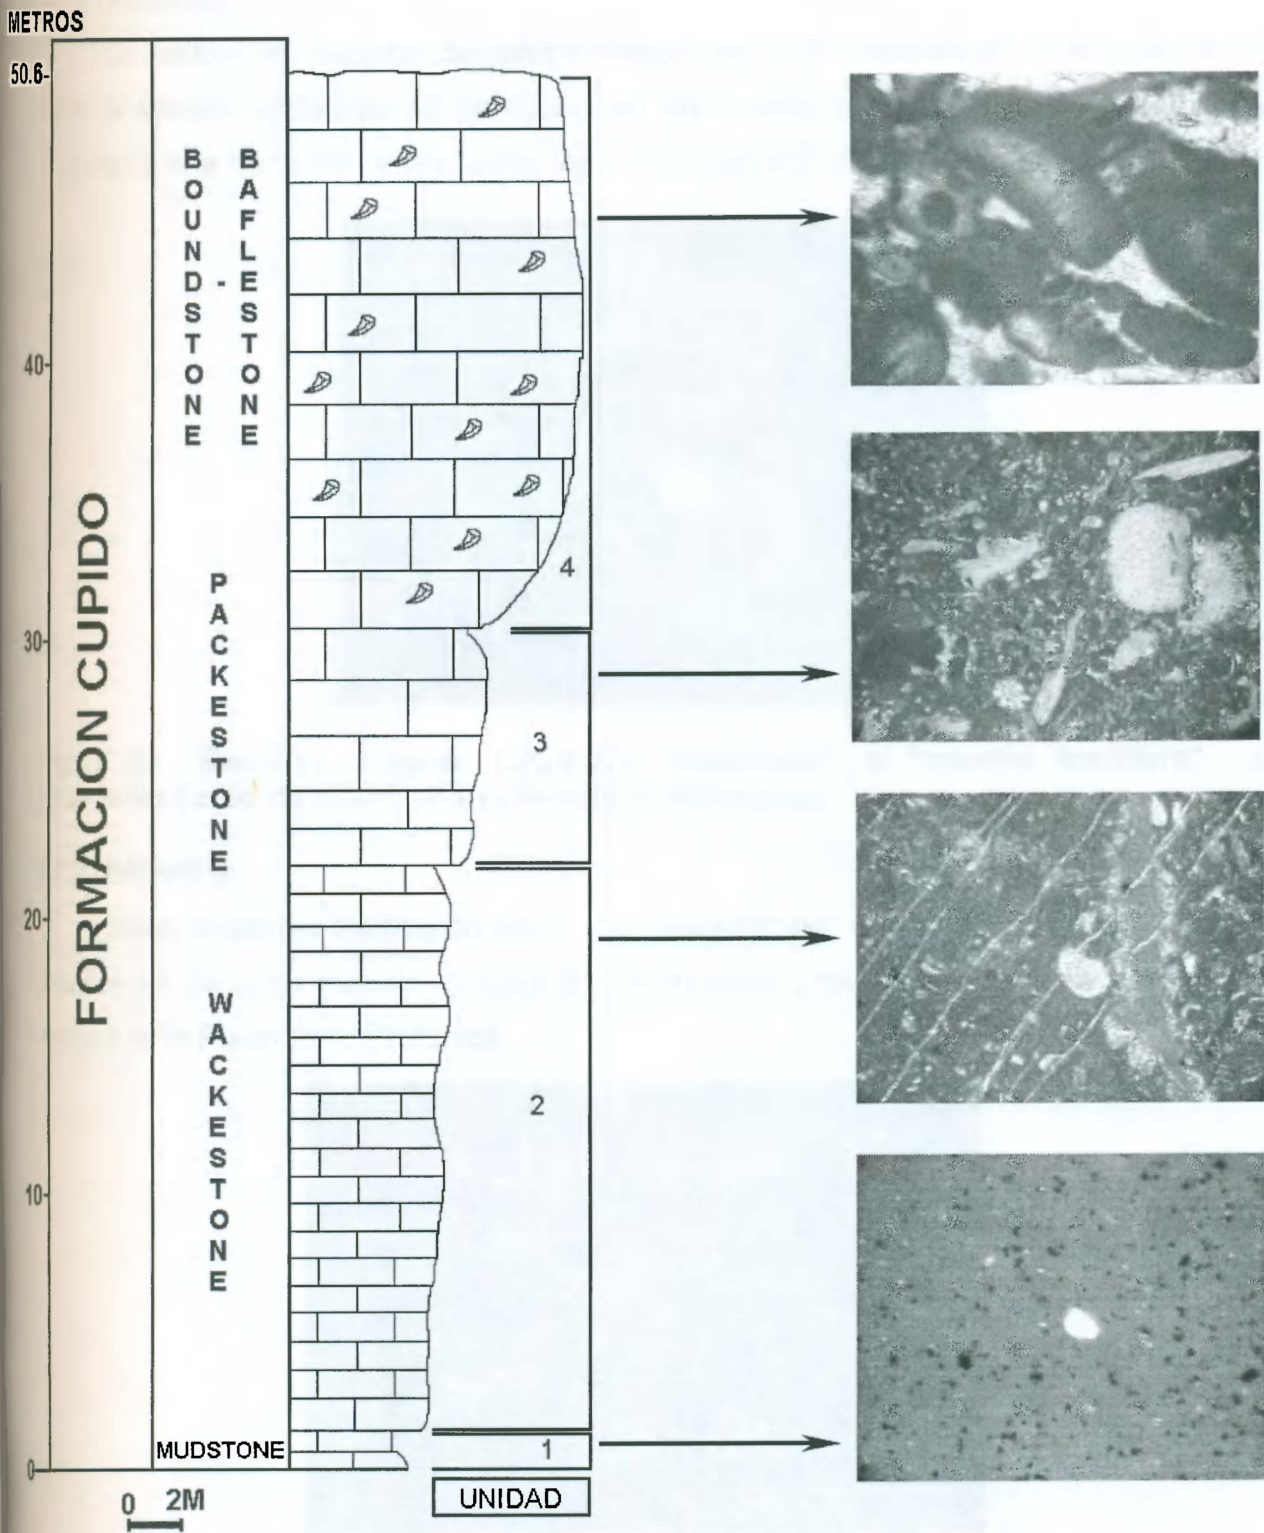 METROS
50.6-
40-
30-
20-
10-
0-
FORMACION CUPIDO
BOUNDSTONE - BAFLESTONE
PACKESTONE
WACKESTONE
MUDSTONE
4
3
2
1
UNIDAD
0 2M